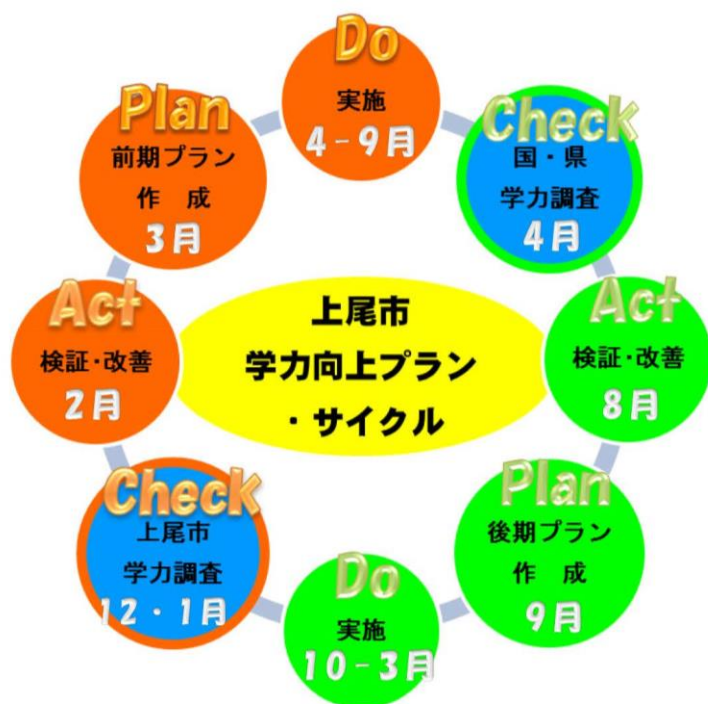 Do
実施
4-9月
Plan
前期プラン
作 成
3月
Check
国・県
学力調査
4月
Act
検証・改善
2月
上尾市
学力向上プラン
・サイクル
Act
検証・改善
8月
Check
上尾市
学力調査
12・1月
Plan
後期プラン
作 成
9月
Do
実施
10-3月